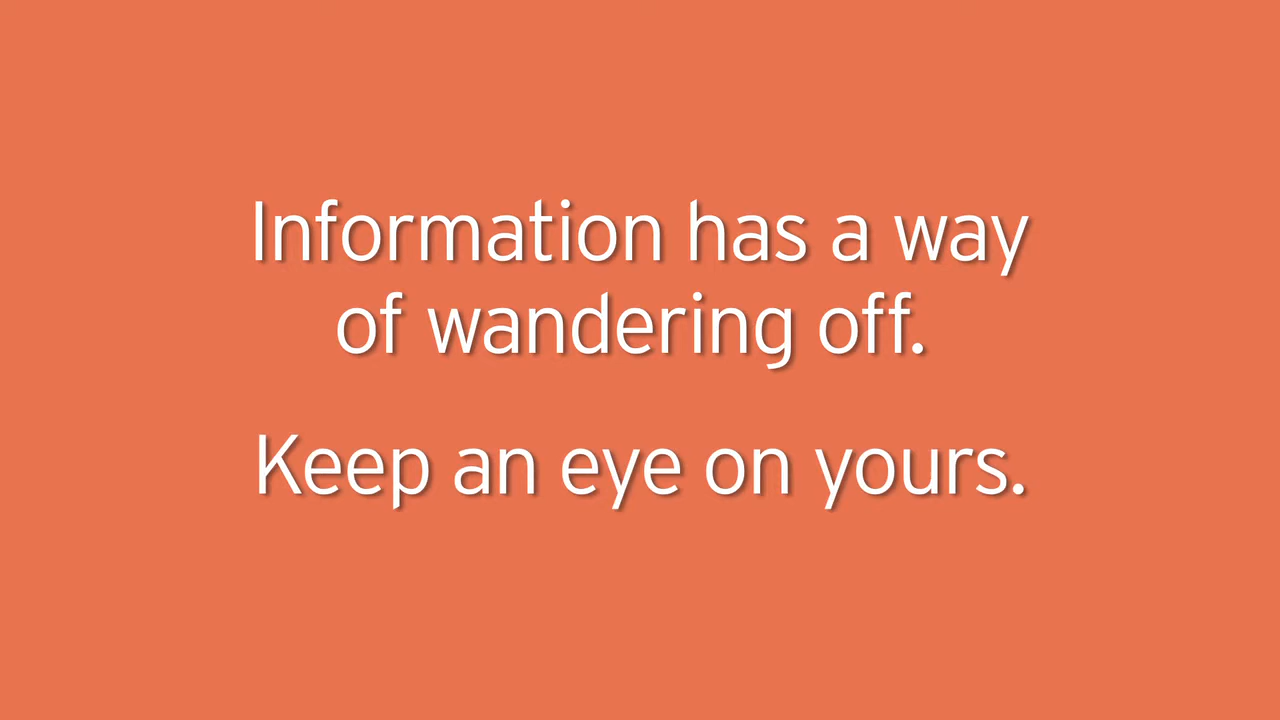 Information has a way
of wandering off.
Keep an eye on yours.